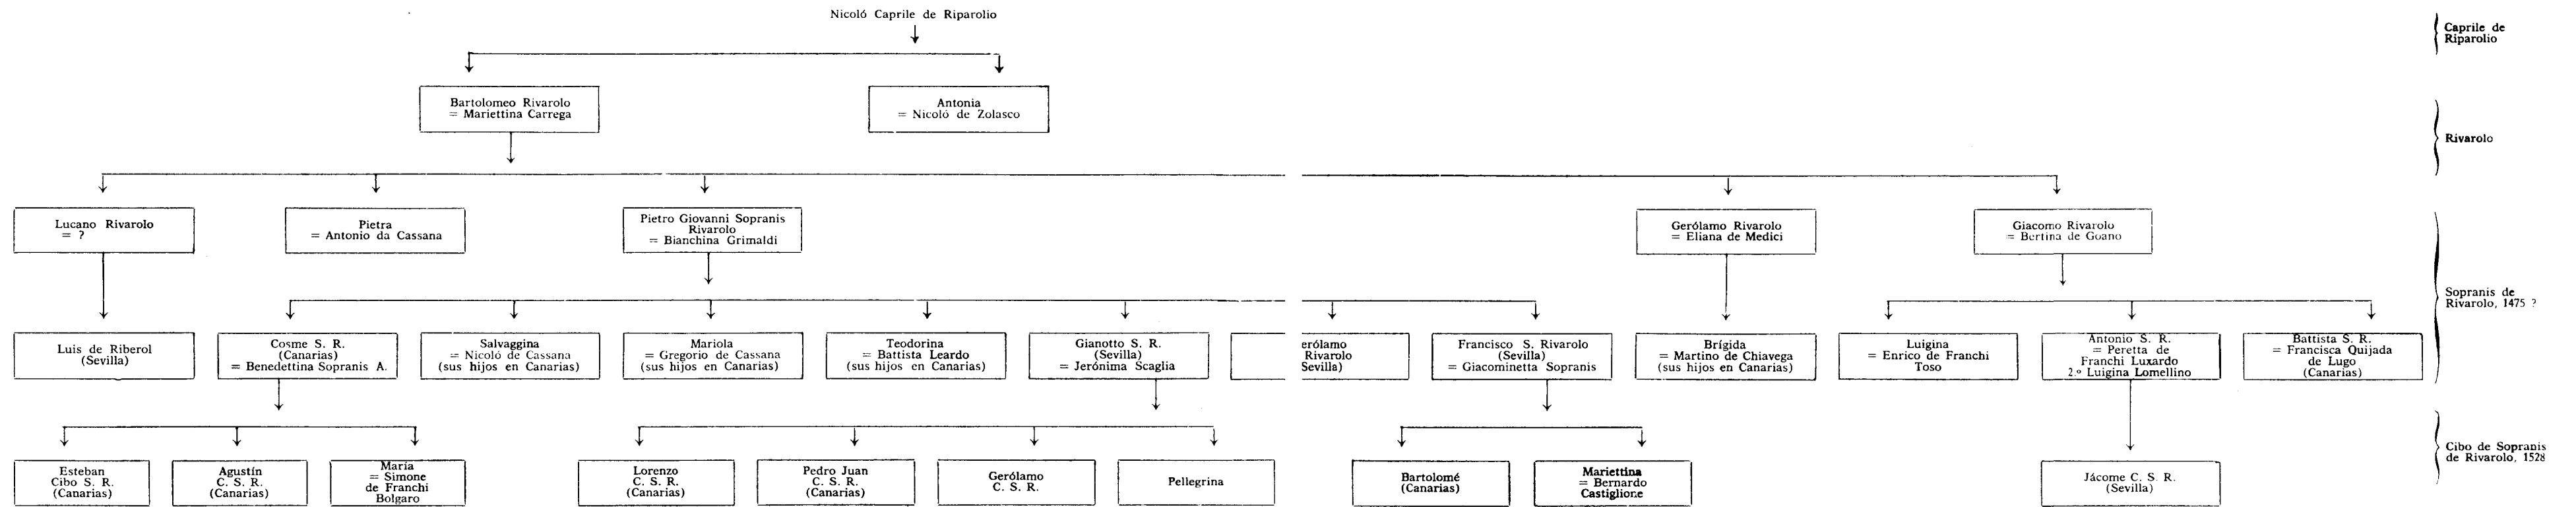 Nicoló Caprile de Riparolio
Caprile de
Riparolio
Bartolomeo Rivarolo
= Mariettina Carrega
Antonia
= Nicoló de Zolasco
Rivarolo
Lucano Rivarolo
= ?
Pietra
= Antonio da Cassana
Pietro Giovanni Sopranis
Rivarolo
= Bianchina Grimaldi
Gerólamo Rivarolo
= Eliana de Medici
Giacomo Rivarolo
= Bertina de Goano
Sopranis de
Rivarolo, 1475 ?
Luis de Riberol
(Sevilla)
Cosme S. R.
(Canarias)
= Benedettina Sopranis A.
Salvaggina
= Nicoló de Cassana
(sus hijos en Canarias)
Mariola
= Gregorio de Cassana
(sus hijos en Canarias)
Teodorina
= Battista Leardo
(sus hijos en Canarias)
Gianotto S. R.
(Sevilla)
= Jerónima Scaglia
erólamo
Rivarolo
Sevilla)
Francisco S. Rivarolo
(Sevilla)
= Giacominetta Sopranis
Brígida
= Martino de Chiavega
(sus hijos en Canarias)
Luigina
= Enrico de Franchi
Toso
Antonio S. R.
= Peretta de
Franchi Luxardo
2.º Luigina Lomellino
Battista S. R.
= Francisca Quijada
de Lugo
(Canarias)
Cibo de Sopranis
de Rivarolo, 1528
Esteban
Cibo S. R.
(Canarias)
Agustín
C. S. R.
(Canarias)
Maria
= Simone
de Franchi
Bolgaro
Lorenzo
C. S. R.
(Canarias)
Pedro Juan
C. S. R.
(Canarias)
Gerólamo
C. S. R.
Pellegrina
Bartolomé
(Canarias)
Mariettina
= Bernardo
Castiglione
Jácome C. S. R.
(Sevilla)